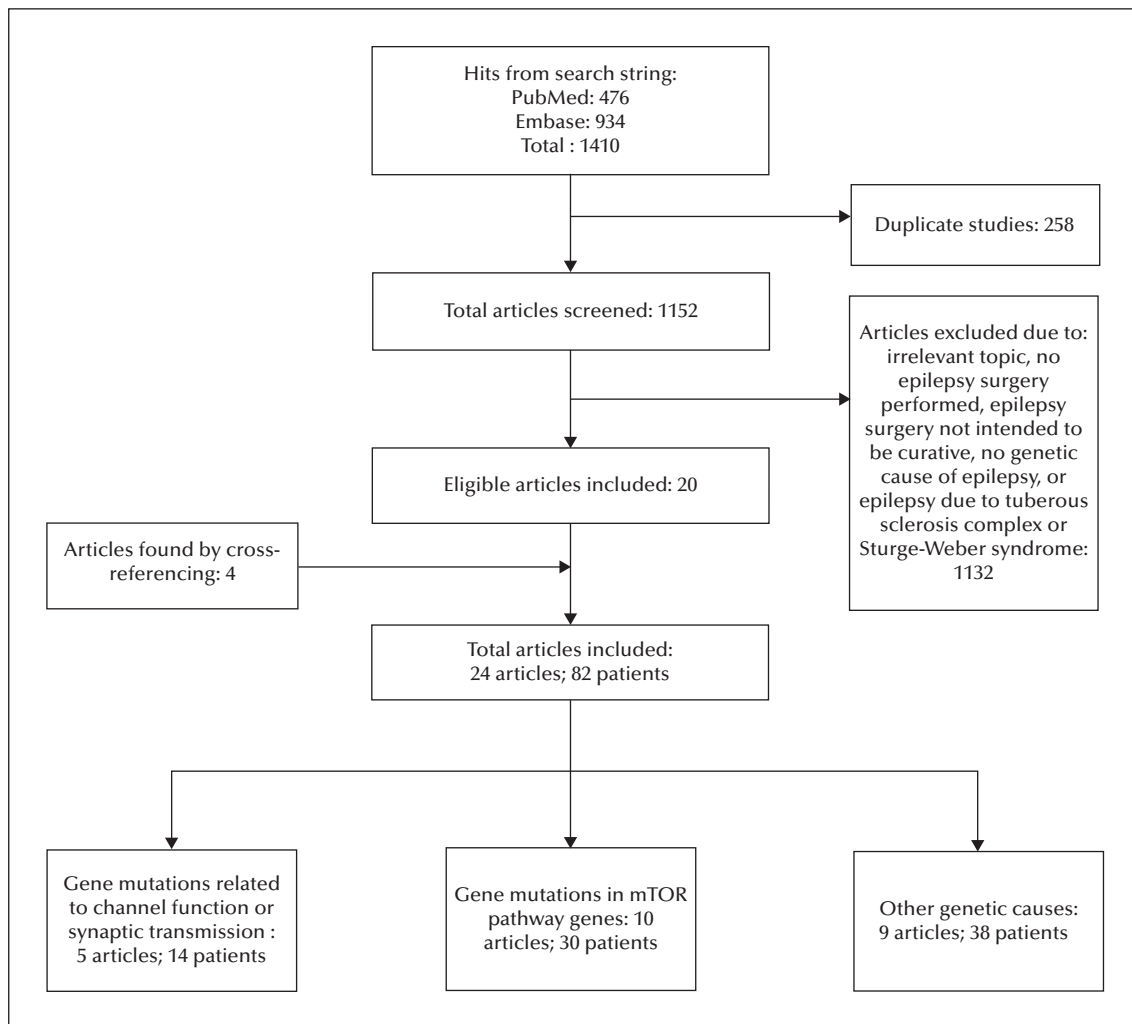 Hits from search string:
PubMed: 476
Embase: 934
Total : 1410
Duplicate studies: 258
Total articles screened: 1152
Articles excluded due to:
irrelevant topic, no
epilepsy surgery
performed, epilepsy
surgery not intended to
be curative, no genetic
cause of epilepsy, or
epilepsy due to tuberous
sclerosis complex or
Sturge-Weber syndrome:
1132
Eligible articles included: 20
Articles found by cross-
referencing: 4
Total articles included:
24 articles; 82 patients
Gene mutations related
to channel function or
synaptic transmission :
5 articles; 14 patients
Gene mutations in mTOR
pathway genes: 10
articles; 30 patients
Other genetic causes:
9 articles; 38 patients